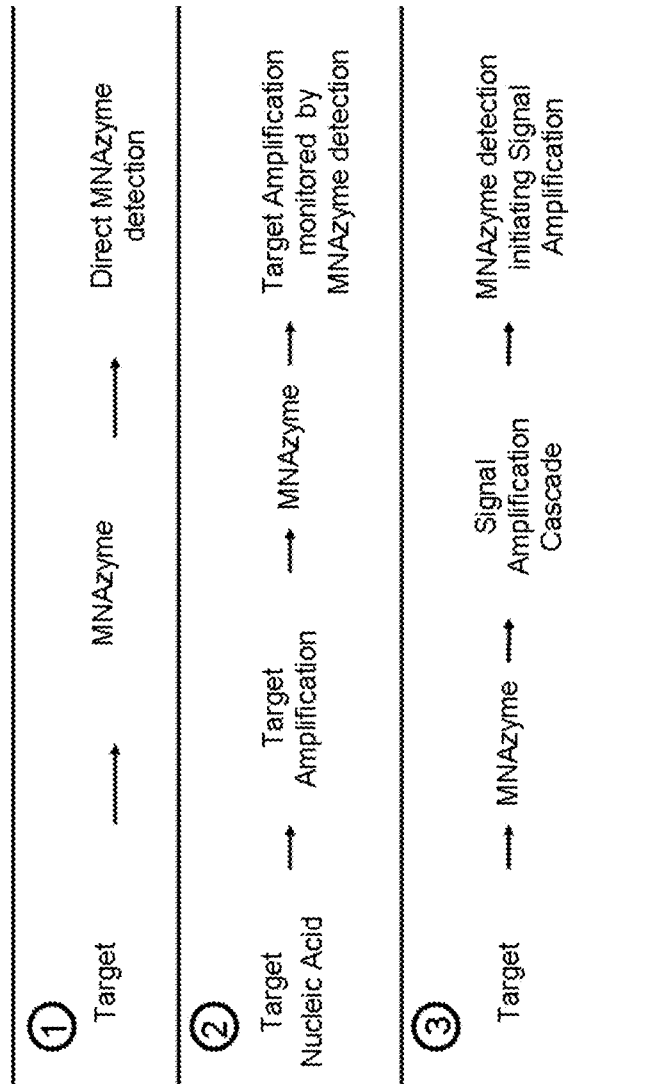 1
Target
MNAzyme
Direct MNAzyme
detection
2
Target
Nucleic Acid
Target
Amplification
MNAzyme
Target Amplification
monitored by
MNAzyme detection
3
Target
MNAzyme
Signal
Amplification
Cascade
MNAzyme detection
initiating Signal
Amplification